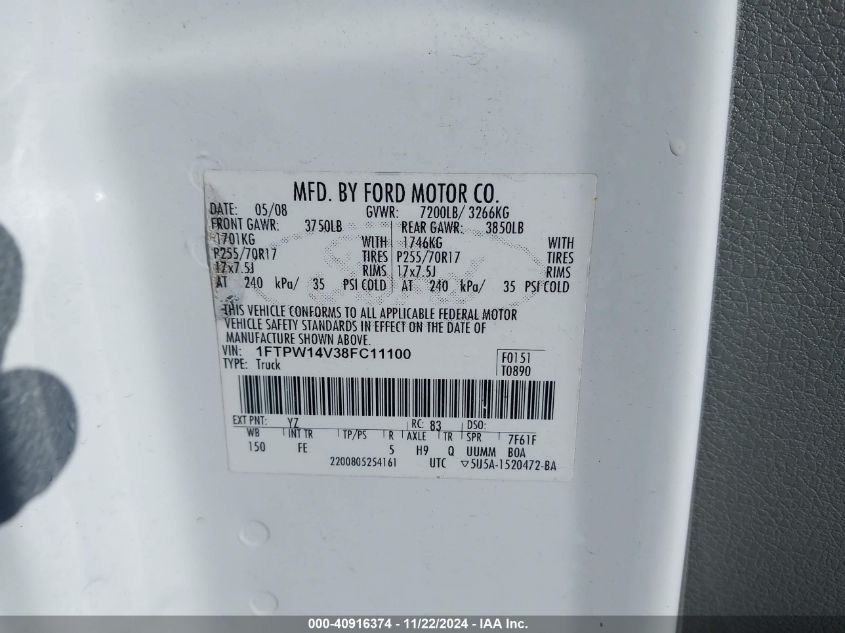 MFD. BY FORD MOTOR CO.
DATE: 05/08 GVWR: 7200LB/ 3266KG
FRONT GAWR: 3750LB REAR GAWR: 3850LB
1701KG WITH 1746KG WITH
P255/70R17 TIRES P255/70R17 TIRES
17x7.5J RIMS 17x7.5J RIMS
AT 240 kPa/ 35 PSI COLD AT 240 kPa/ 35 PSI COLD
THIS VEHICLE CONFORMS TO ALL APPLICABLE FEDERAL MOTOR
VEHICLE SAFETY STANDARDS IN EFFECT ON THE DATE OF
MANUFACTURE SHOWN ABOVE.
VIN: 1FTPW14V38FC11100 F0151
TYPE: Truck T0890
EXT PNT: YZ RC: 83 DSO:
WB INT TR TP/PS R AXLE TR SPR 7F61F
150 FE 5 H9 Q UUMM BOA
2200805254161 UTC ▽5U5A-1520472-BA
000-40916374 - 11/22/2024 - IAA Inc.